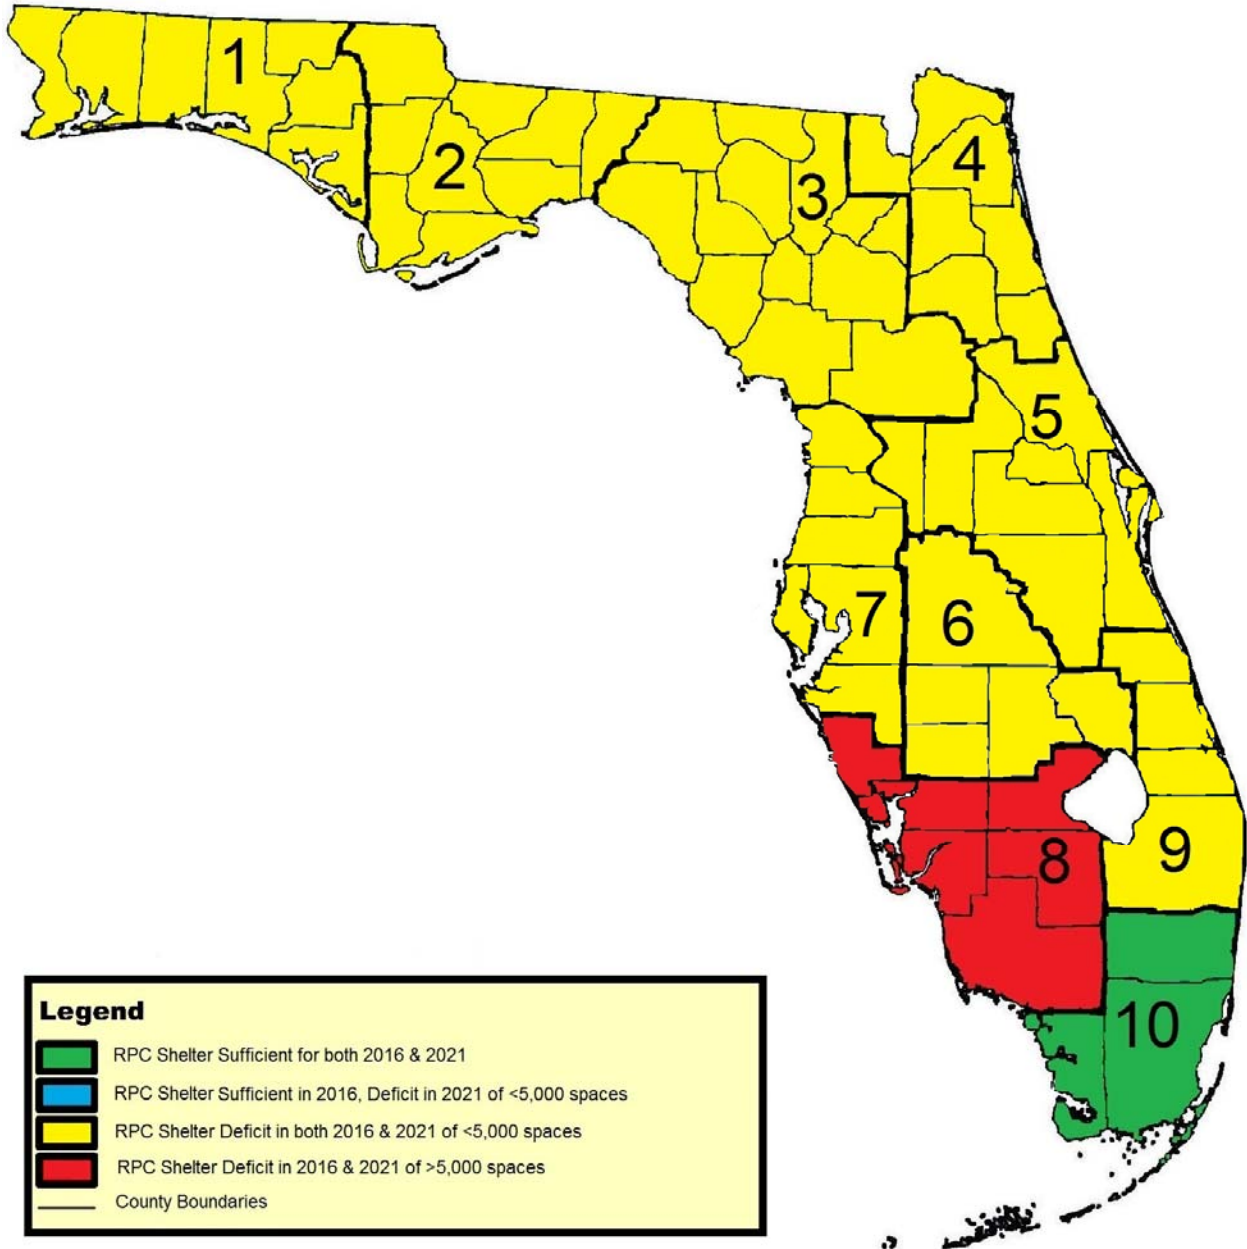 1
2
3
4
5
6
7
8
9
10
Legend
RPC Shelter Sufficient for both 2016 & 2021
RPC Shelter Sufficient in 2016, Deficit in 2021 of <5,000 spaces
RPC Shelter Deficit in both 2016 & 2021 of <5,000 spaces
RPC Shelter Deficit in 2016 & 2021 of >5,000 spaces
County Boundaries